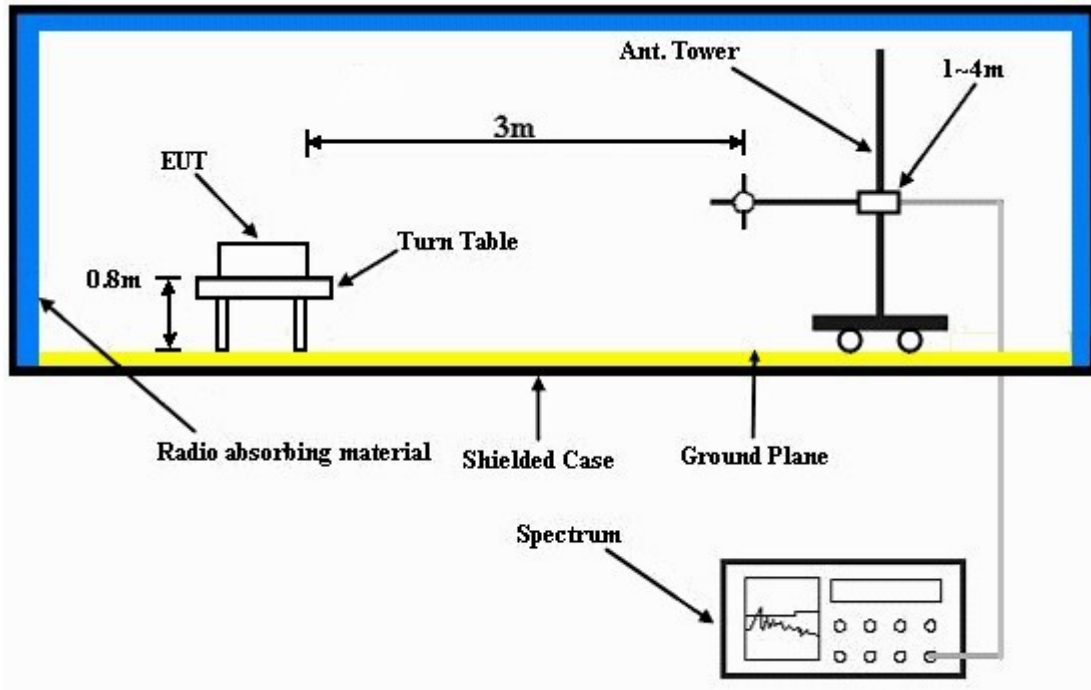 Ant. Tower
1~4m
3m
EUT
Turn Table
0.8m
Radio absorbing material
Shielded Case
Ground Plane
Spectrum